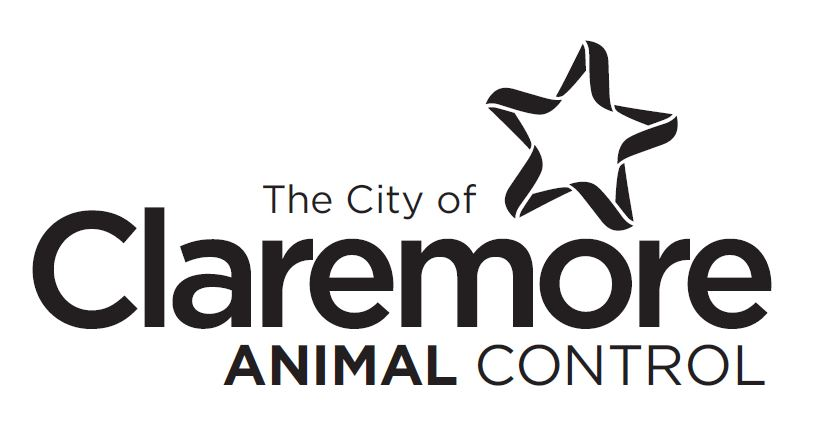 The City of
Claremore
ANIMAL CONTROL